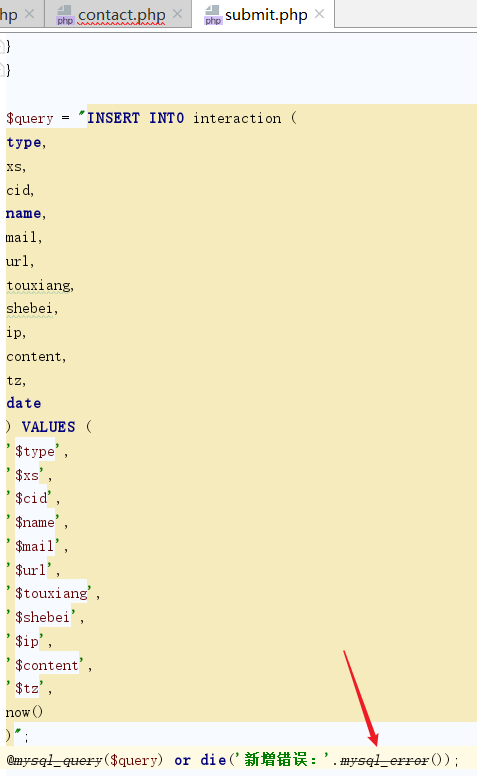 hp × php contact.php × php submit.php ×
}
}
$query = "INSERT INTO interaction (
type,
xs,
cid,
name,
mail,
url,
touxiang,
shebei,
ip,
content,
tz,
date
) VALUES (
'$type',
'$xs',
'$cid',
'$name',
'$mail',
'$url',
'$touxiang',
'$shebei',
'$ip',
'$content',
'$tz',
now()
)";
@mysql_query($query) or die('新增错误：'.mysql_error());